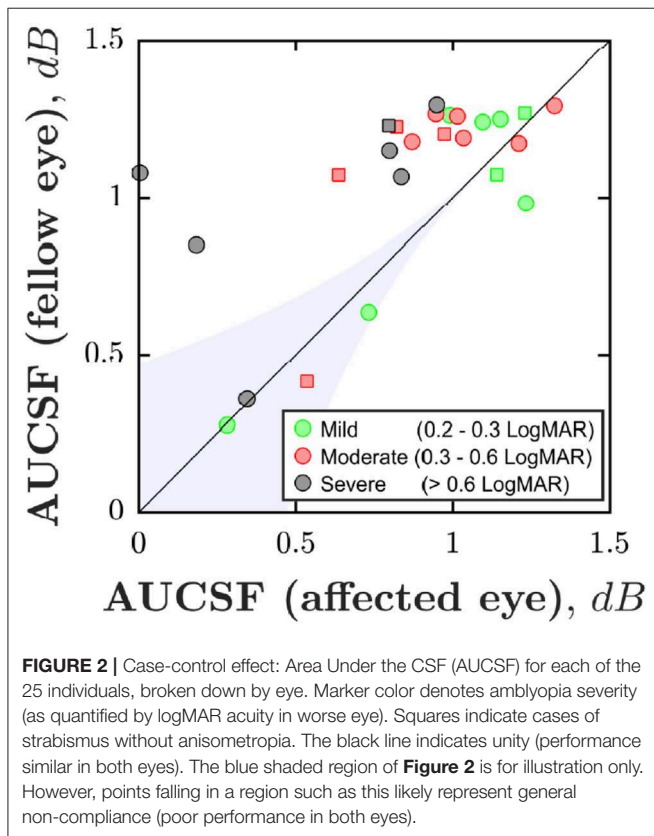 1.5
1
0.5
0
AUCSF (fellow eye), dB
Mild (0.2 - 0.3 LogMAR)
Moderate (0.3 - 0.6 LogMAR)
Severe (> 0.6 LogMAR)
0 0.5 1 1.5
AUCSF (affected eye), dB
FIGURE 2 | Case-control effect: Area Under the CSF (AUCSF) for each of the
25 individuals, broken down by eye. Marker color denotes amblyopia severity
(as quantified by logMAR acuity in worse eye). Squares indicate cases of
strabismus without anisometropia. The black line indicates unity (performance
similar in both eyes). The blue shaded region of Figure 2 is for illustration only.
However, points falling in a region such as this likely represent general
non-compliance (poor performance in both eyes).